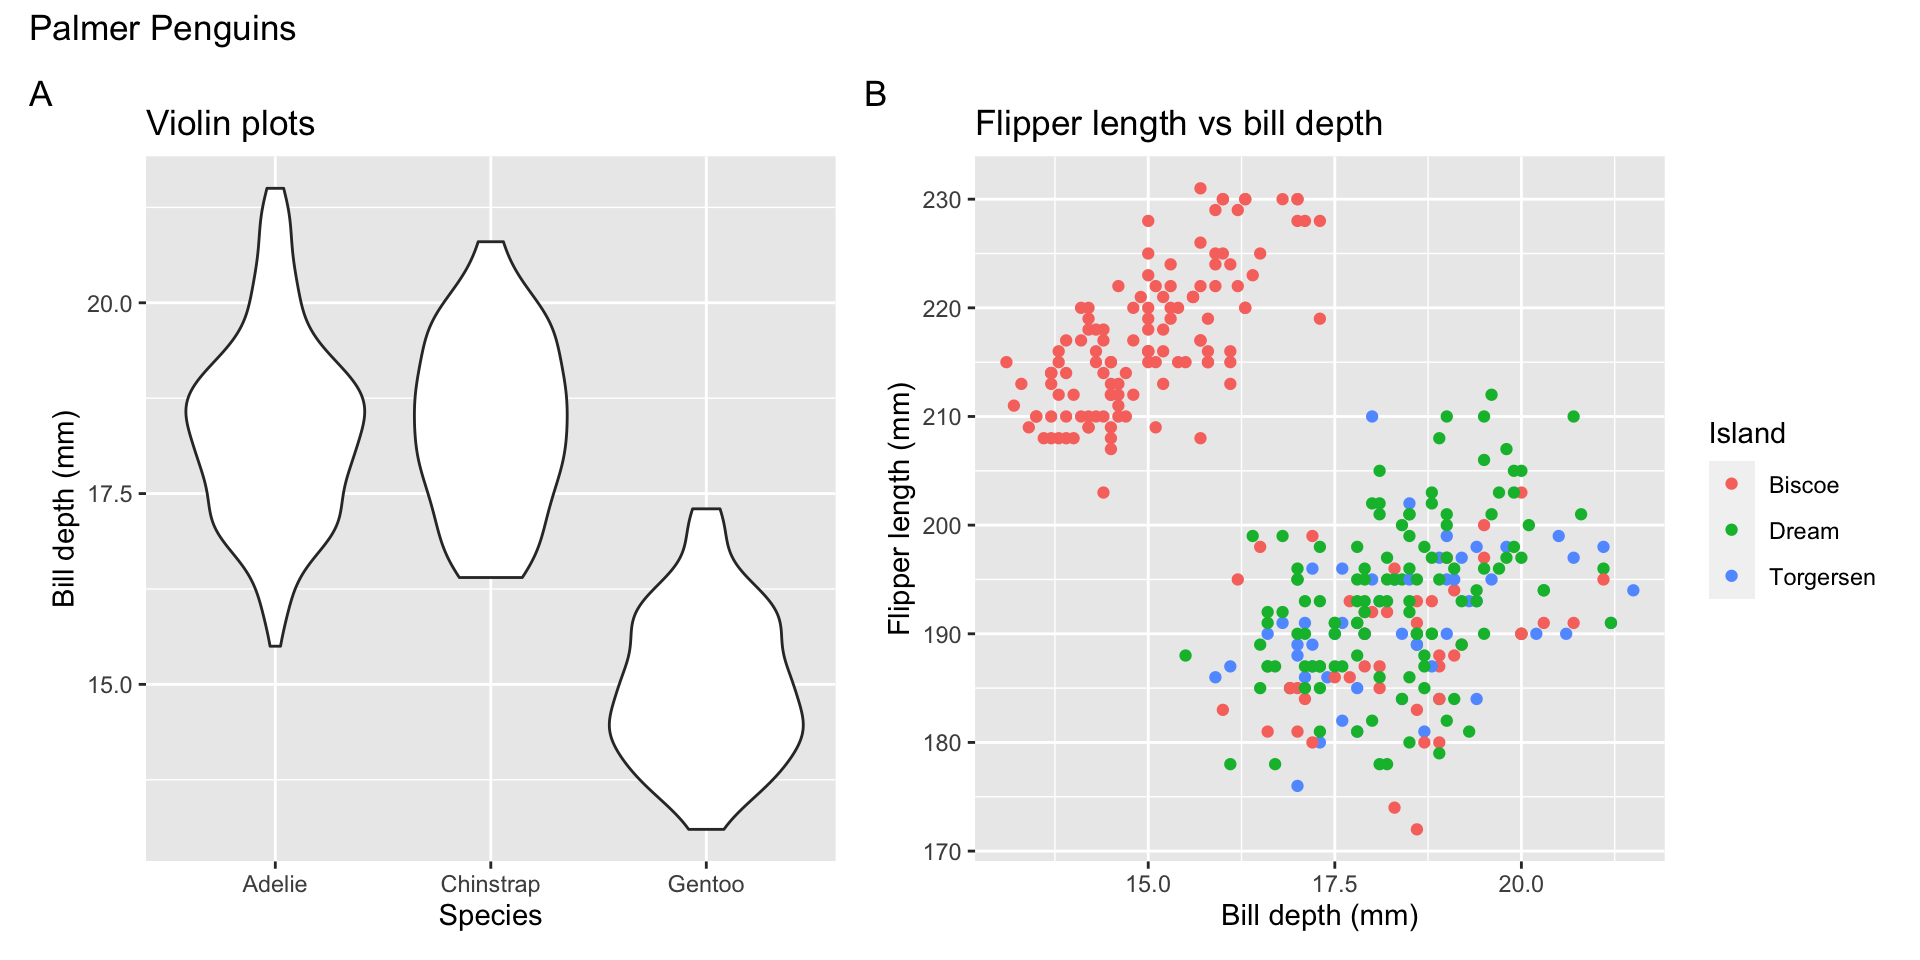 Palmer Penguins
A
Violin plots
Bill depth (mm)
20.0
17.5
15.0
Adelie
Chinstrap
Gentoo
Species
B
Flipper length vs bill depth
Flipper length (mm)
230
220
210
200
190
180
170
15.0
17.5
20.0
Bill depth (mm)
Island
Biscoe
Dream
Torgersen